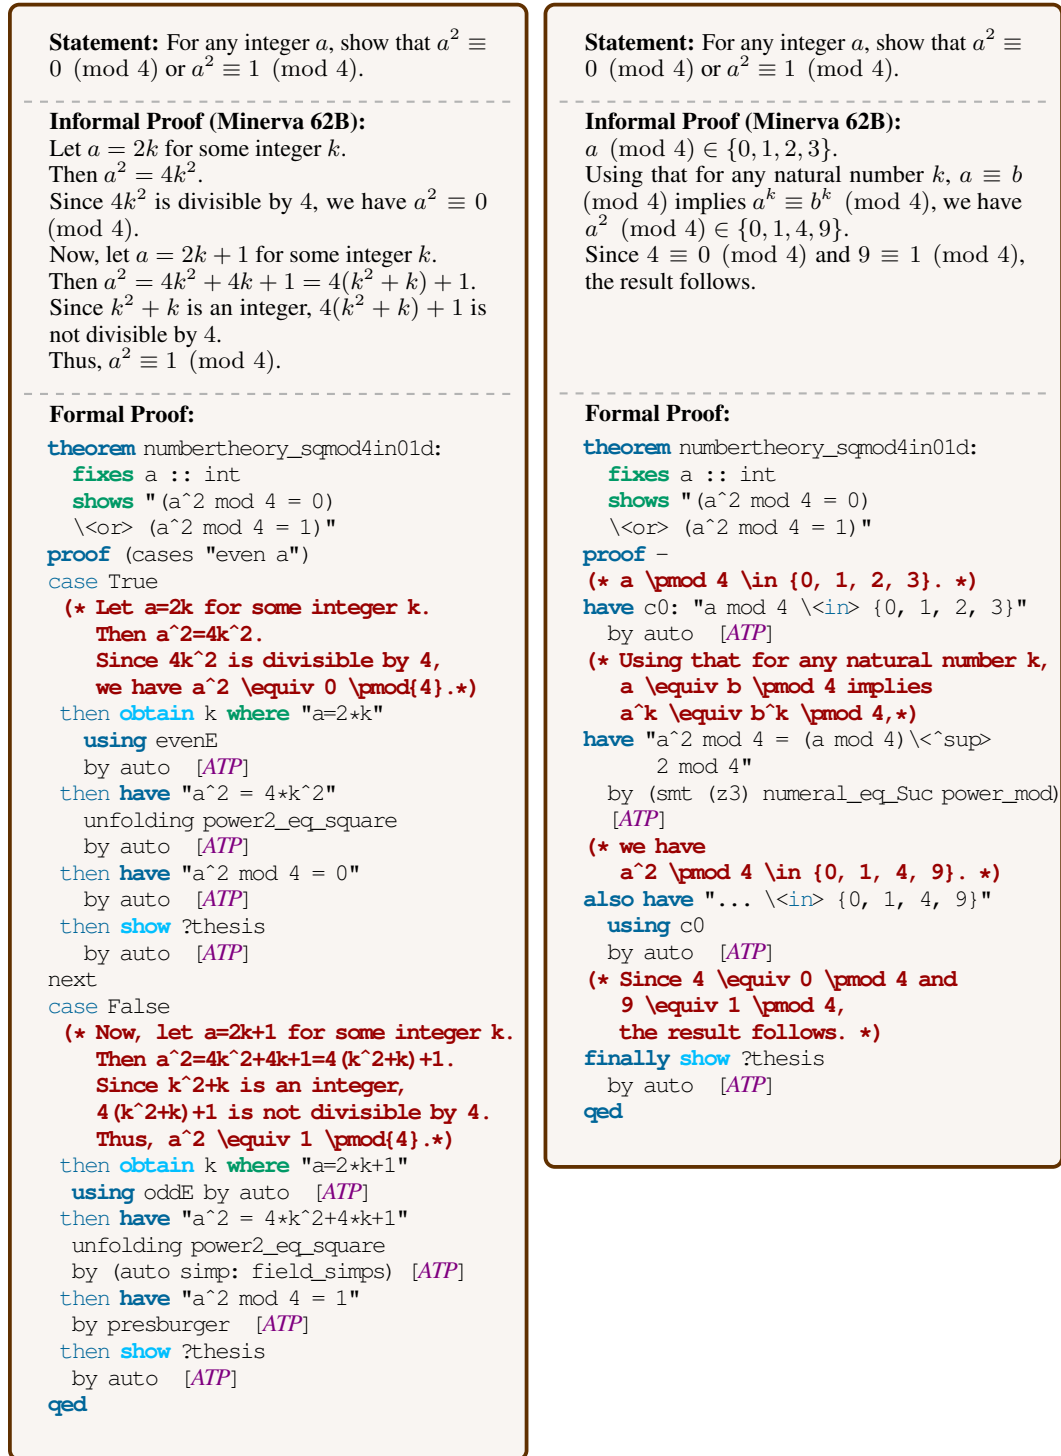 Statement: For any integer a, show that a² ≡
0 (mod 4) or a² ≡ 1 (mod 4).
Informal Proof (Minerva 62B):
Let a = 2k for some integer k.
Then a² = 4k².
Since 4k² is divisible by 4, we have a² ≡ 0
(mod 4).
Now, let a = 2k + 1 for some integer k.
Then a² = 4k² + 4k + 1 = 4(k² + k) + 1.
Since k² + k is an integer, 4(k² + k) + 1 is
not divisible by 4.
Thus, a² ≡ 1 (mod 4).
Formal Proof:
theorem numbertheory_sqmod4in01d:
fixes a :: int
shows "(a^2 mod 4 = 0)
\<or> (a^2 mod 4 = 1)"
proof (cases "even a")
case True
(* Let a=2k for some integer k.
Then a^2=4k^2.
Since 4k^2 is divisible by 4,
we have a^2 \equiv 0 \pmod{4}.*)
then obtain k where "a=2*k"
using evenE
by auto [ATP]
then have "a^2 = 4*k^2"
unfolding power2_eq_square
by auto [ATP]
then have "a^2 mod 4 = 0"
by auto [ATP]
then show ?thesis
by auto [ATP]
next
case False
(* Now, let a=2k+1 for some integer k.
Then a^2=4k^2+4k+1=4(k^2+k)+1.
Since k^2+k is an integer,
4(k^2+k)+1 is not divisible by 4.
Thus, a^2 \equiv 1 \pmod{4}.*)
then obtain k where "a=2*k+1"
using oddE by auto [ATP]
then have "a^2 = 4*k^2+4*k+1"
unfolding power2_eq_square
by (auto simp: field_simps) [ATP]
then have "a^2 mod 4 = 1"
by presburger [ATP]
then show ?thesis
by auto [ATP]
qed
Statement: For any integer a, show that a² ≡
0 (mod 4) or a² ≡ 1 (mod 4).
Informal Proof (Minerva 62B):
a (mod 4) ∈ {0, 1, 2, 3}.
Using that for any natural number k, a ≡ b
(mod 4) implies aᵏ ≡ bᵏ (mod 4), we have
a² (mod 4) ∈ {0, 1, 4, 9}.
Since 4 ≡ 0 (mod 4) and 9 ≡ 1 (mod 4),
the result follows.
Formal Proof:
theorem numbertheory_sqmod4in01d:
fixes a :: int
shows "(a^2 mod 4 = 0)
\<or> (a^2 mod 4 = 1)"
proof –
(* a \pmod 4 \in {0, 1, 2, 3}. *)
have c0: "a mod 4 \<in> {0, 1, 2, 3}"
by auto [ATP]
(* Using that for any natural number k,
a \equiv b \pmod 4 implies
a^k \equiv b^k \pmod 4,*)
have "a^2 mod 4 = (a mod 4)\<^sup>
2 mod 4"
by (smt (z3) numeral_eq_Suc power_mod)
[ATP]
(* we have
a^2 \pmod 4 \in {0, 1, 4, 9}. *)
also have "... \<in> {0, 1, 4, 9}"
using c0
by auto [ATP]
(* Since 4 \equiv 0 \pmod 4 and
9 \equiv 1 \pmod 4,
the result follows. *)
finally show ?thesis
by auto [ATP]
qed